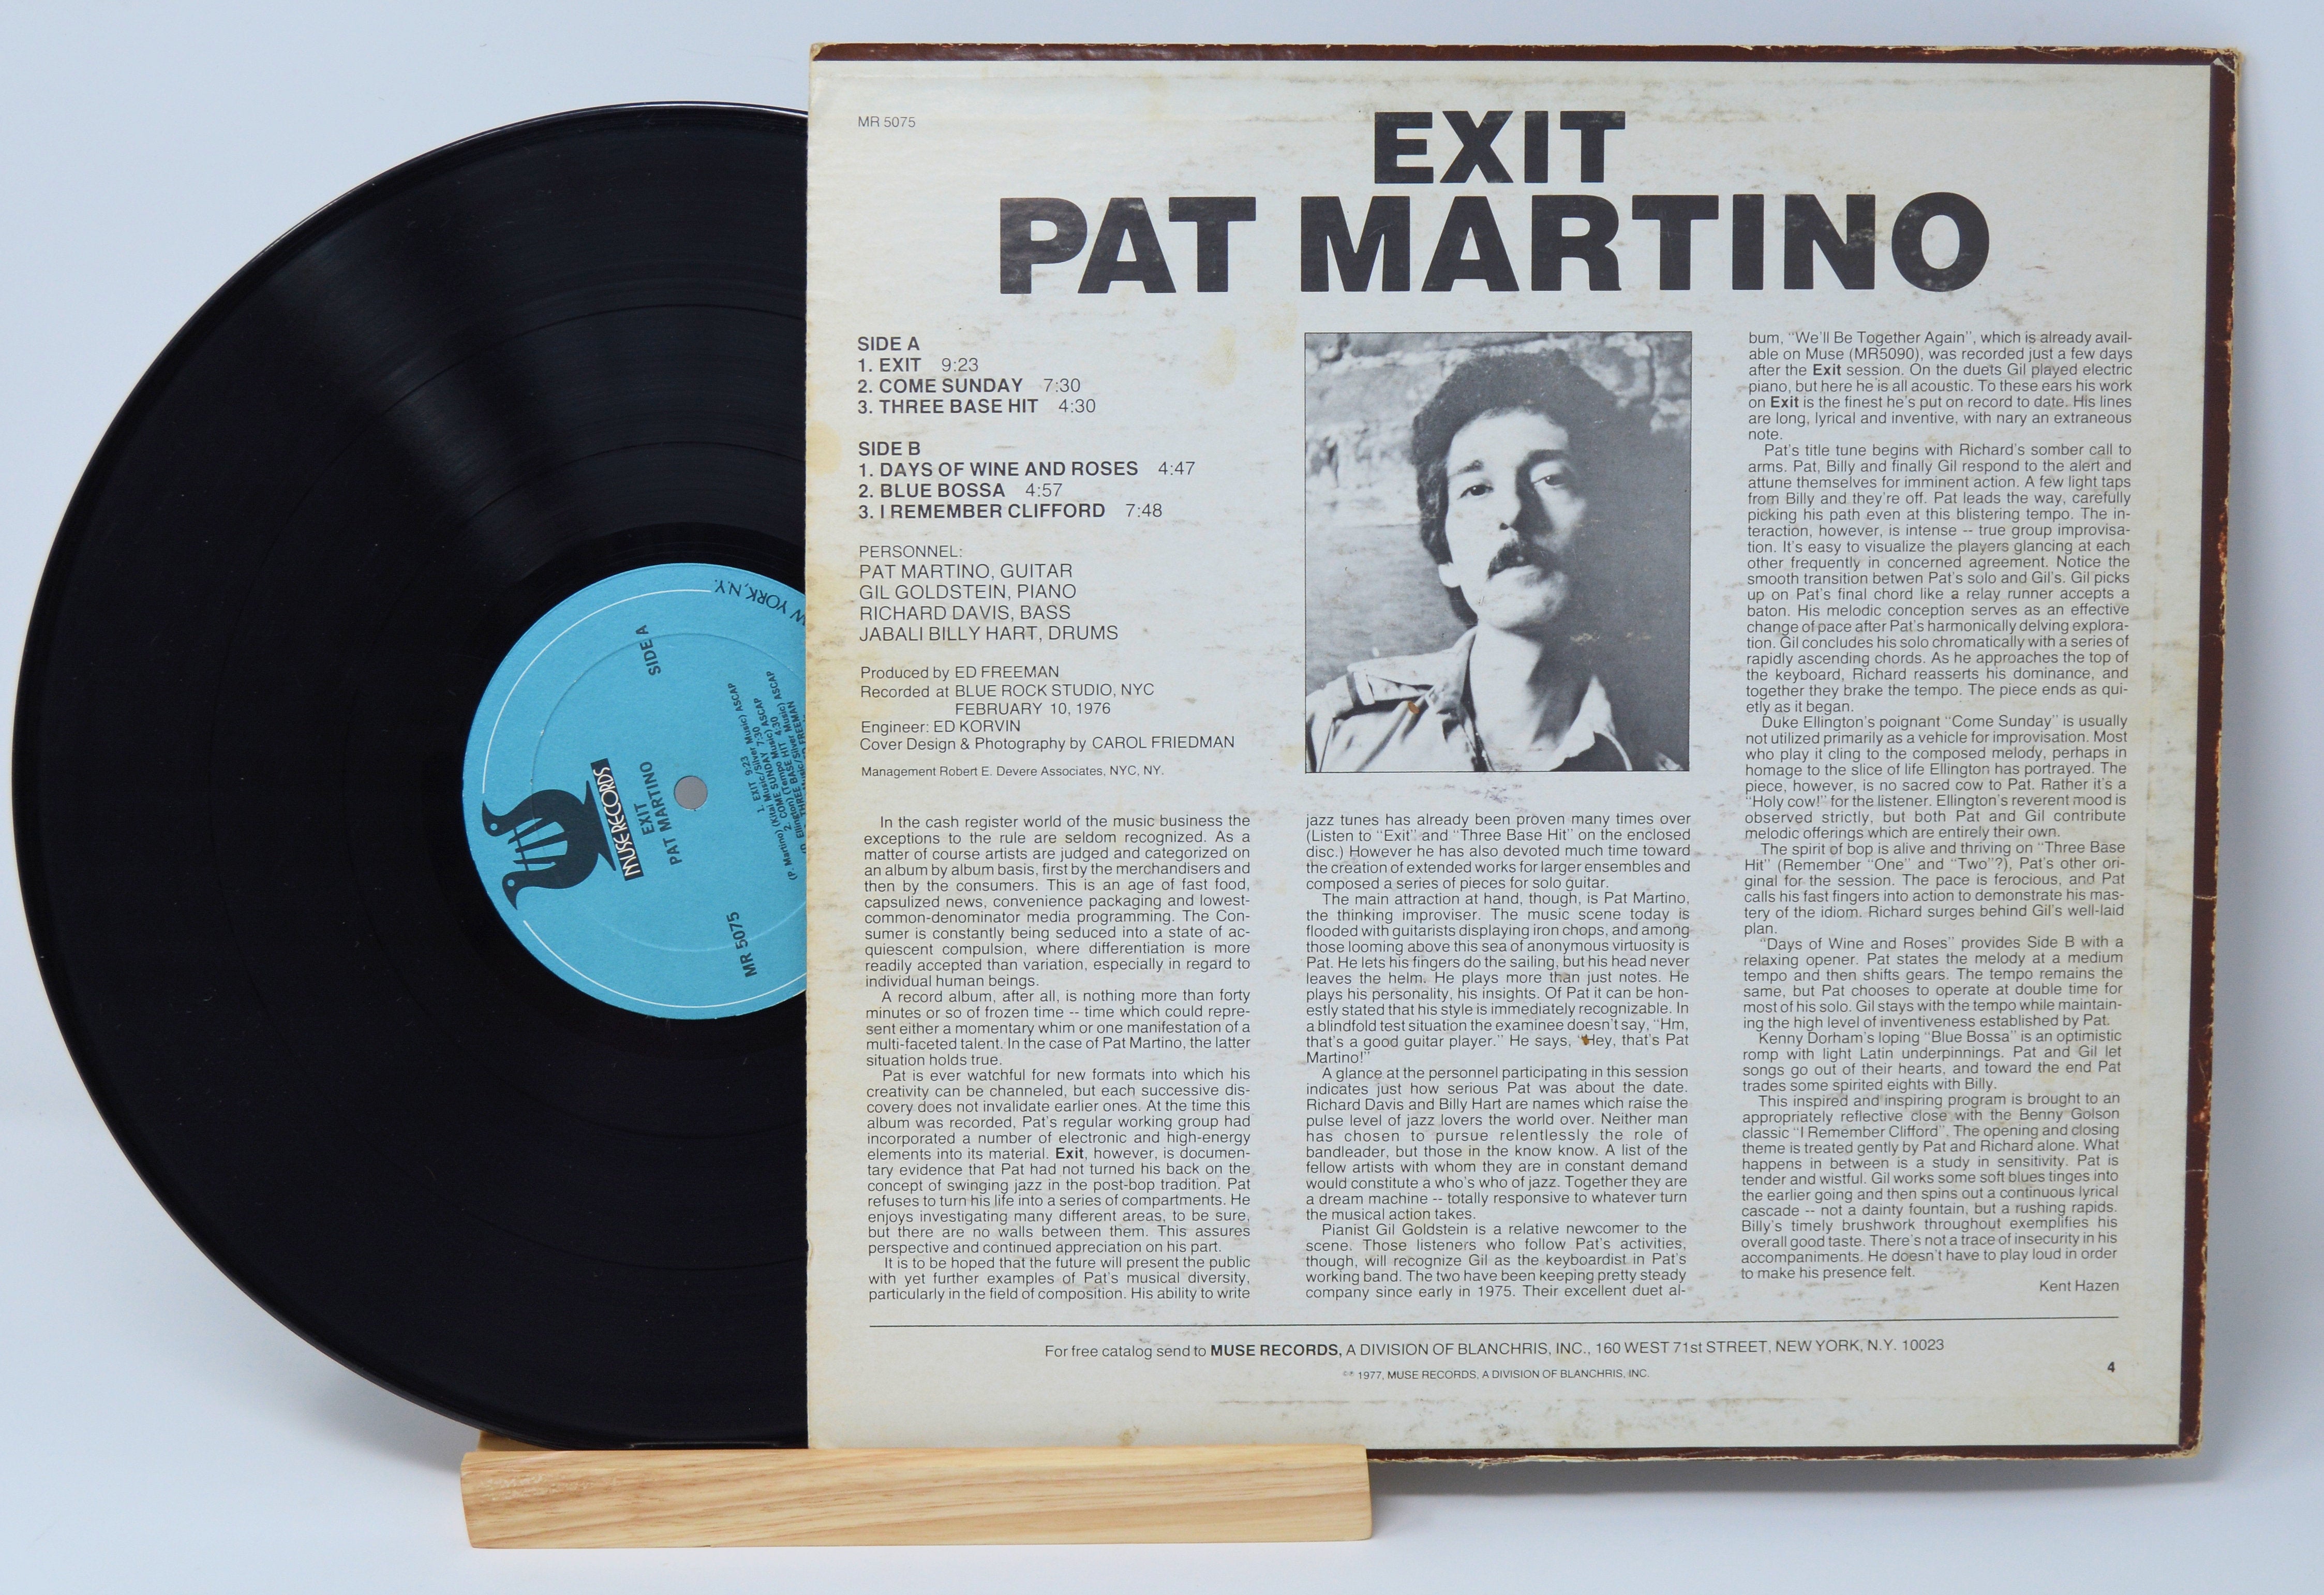 MR 5075
EXIT
PAT MARTINO
SIDE A
1. EXIT 9:23
2. COME SUNDAY 7:30
3. THREE BASE HIT 4:30
SIDE B
1. DAYS OF WINE AND ROSES 4:47
2. BLUE BOSSA 4:57
3. I REMEMBER CLIFFORD 7:48
PERSONNEL:
PAT MARTINO, GUITAR
GIL GOLDSTEIN, PIANO
RICHARD DAVIS, BASS
JABALI BILLY HART, DRUMS
Produced by ED FREEMAN
Recorded at BLUE ROCK STUDIO, NYC
FEBRUARY 10, 1976
Engineer: ED KORVIN
Cover Design & Photography by CAROL FRIEDMAN
Management Robert E. Devere Associates, NYC, NY.
In the cash register world of the music business the
exceptions to the rule are seldom recognized. As a
matter of course artists are judged and categorized on
an album by album basis, first by the merchandisers and
then by the consumers. This is an age of fast food,
capsulized news, convenience packaging and lowest-
common-denominator media programming. The Con-
sumer is constantly being seduced into a state of ac-
quiescent compulsion, where differentiation is more
readily accepted than variation, especially in regard to
individual human beings.
A record album, after all, is nothing more than forty
minutes or so of frozen time -- time which could repre-
sent either a momentary whim or one manifestation of a
multi-faceted talent. In the case of Pat Martino, the latter
situation holds true.
Pat is ever watchful for new formats into which his
creativity can be channeled, but each successive dis-
covery does not invalidate earlier ones. At the time this
album was recorded, Pat's regular working group had
incorporated a number of electronic and high-energy
elements into its material. Exit, however, is documen-
tary evidence that Pat had not turned his back on the
concept of swinging jazz in the post-bop tradition. Pat
refuses to turn his life into a series of compartments. He
enjoys investigating many different areas, to be sure,
but there are no walls between them. This assures
perspective and continued appreciation on his part.
It is to be hoped that the future will present the public
with yet further examples of Pat's musical diversity,
particularly in the field of composition. His ability to write
jazz tunes has already been proven many times over
(Listen to "Exit" and "Three Base Hit" on the enclosed
disc.) However he has also devoted much time toward
the creation of extended works for larger ensembles and
composed a series of pieces for solo guitar.
The main attraction at hand, though, is Pat Martino,
the thinking improviser. The music scene today is
flooded with guitarists displaying iron chops, and among
those looming above this sea of anonymous virtuosity is
Pat. He lets his fingers do the sailing, but his head never
leaves the helm. He plays more than just notes. He
plays his personality, his insights. Of Pat it can be hon-
estly stated that his style is immediately recognizable. In
a blindfold test situation the examinee doesn't say, "Hm,
that's a good guitar player." He says, "Hey, that's Pat
Martino!"
A glance at the personnel participating in this session
indicates just how serious Pat was about the date.
Richard Davis and Billy Hart are names which raise the
pulse level of jazz lovers the world over. Neither man
has chosen to pursue relentlessly the role of
bandleader, but those in the know know. A list of the
fellow artists with whom they are in constant demand
would constitute a who's who of jazz. Together they are
a dream machine -- totally responsive to whatever turn
the musical action takes.
Pianist Gil Goldstein is a relative newcomer to the
scene. Those listeners who follow Pat's activities,
though, will recognize Gil as the keyboardist in Pat's
working band. The two have been keeping pretty steady
company since early in 1975. Their excellent duet al-
bum, "We'll Be Together Again", which is already avail-
able on Muse (MR5090), was recorded just a few days
after the Exit session. On the duets Gil played electric
piano, but here he is all acoustic. To these ears his work
on Exit is the finest he's put on record to date. His lines
are long, lyrical and inventive, with nary an extraneous
note.
Pat's title tune begins with Richard's somber call to
arms. Pat, Billy and finally Gil respond to the alert and
attune themselves for imminent action. A few light taps
from Billy and they're off. Pat leads the way, carefully
picking his path even at this blistering tempo. The in-
teraction, however, is intense -- true group improvisa-
tion. It's easy to visualize the players glancing at each
other frequently in concerned agreement. Notice the
smooth transition betwen Pat's solo and Gil's. Gil picks
up on Pat's final chord like a relay runner accepts a
baton. His melodic conception serves as an effective
change of pace after Pat's harmonically delving explora-
tion. Gil concludes his solo chromatically with a series of
rapidly ascending chords. As he approaches the top of
the keyboard, Richard reasserts his dominance, and
together they brake the tempo. The piece ends as qui-
etly as it began.
Duke Ellington's poignant "Come Sunday" is usually
not utilized primarily as a vehicle for improvisation. Most
who play it cling to the composed melody, perhaps in
homage to the slice of life Ellington has portrayed. The
piece, however, is no sacred cow to Pat. Rather it's a
"Holy cow!" for the listener. Ellington's reverent mood is
observed strictly, but both Pat and Gil contribute
melodic offerings which are entirely their own.
The spirit of bop is alive and thriving on "Three Base
Hit" (Remember "One" and "Two"?), Pat's other ori-
ginal for the session. The pace is ferocious, and Pat
calls his fast fingers into action to demonstrate his mas-
tery of the idiom. Richard surges behind Gil's well-laid
plan.
"Days of Wine and Roses" provides Side B with a
relaxing opener. Pat states the melody at a medium
tempo and then shifts gears. The tempo remains the
same, but Pat chooses to operate at double time for
most of his solo. Gil stays with the tempo while maintain-
ing the high level of inventiveness established by Pat.
Kenny Dorham's loping "Blue Bossa" is an optimistic
romp with light Latin underpinnings. Pat and Gil let
songs go out of their hearts, and toward the end Pat
trades some spirited eights with Billy.
This inspired and inspiring program is brought to an
appropriately reflective close with the Benny Golson
classic "I Remember Clifford". The opening and closing
theme is treated gently by Pat and Richard alone. What
happens in between is a study in sensitivity. Pat is
tender and wistful. Gil works some soft blues tinges into
the earlier going and then spins out a continuous lyrical
cascade -- not a dainty fountain, but a rushing rapids.
Billy's timely brushwork throughout exemplifies his
overall good taste. There's not a trace of insecurity in his
accompaniments. He doesn't have to play loud in order
to make his presence felt.
Kent Hazen
For free catalog send to MUSE RECORDS, A DIVISION OF BLANCHRIS, INC., 160 WEST 71st STREET, NEW YORK, N.Y. 10023
©℗ 1977, MUSE RECORDS, A DIVISION OF BLANCHRIS, INC.
4
MUSE RECORDS
EXIT
PAT MARTINO
SIDE A
MR 5075
1. EXIT 9:23
(P. Martino) (Kitai Music/Silver Music) ASCAP
2. COME SUNDAY 7:30
Ellington) (Tempo Music) ASCAP
3. THREE BASE HIT 4:30
YORK, N.Y.